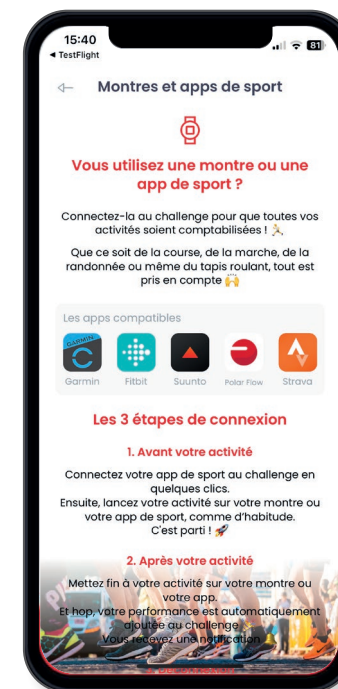 15:40
◄ TestFlight
81
Montres et apps de sport
Vous utilisez une montre ou une
app de sport ?
Connectez-la au challenge pour que toutes vos
activités soient comptabilisées ! 🏃
Que ce soit de la course, de la marche, de la
randonnée ou même du tapis roulant, tout est
pris en compte 🙌
Les apps compatibles
GARMIN
Garmin
Fitbit
Suunto
Polar Flow
Strava
Les 3 étapes de connexion
1. Avant votre activité
Connectez votre app de sport au challenge en
quelques clics.
Ensuite, lancez votre activité sur votre montre ou
votre app de sport, comme d'habitude.
C'est parti ! 🚀
2. Après votre activité
Mettez fin à votre activité sur votre montre ou
votre app.
Et hop, votre performance est automatiquement
ajoutée au challenge
Vous recevez une notification